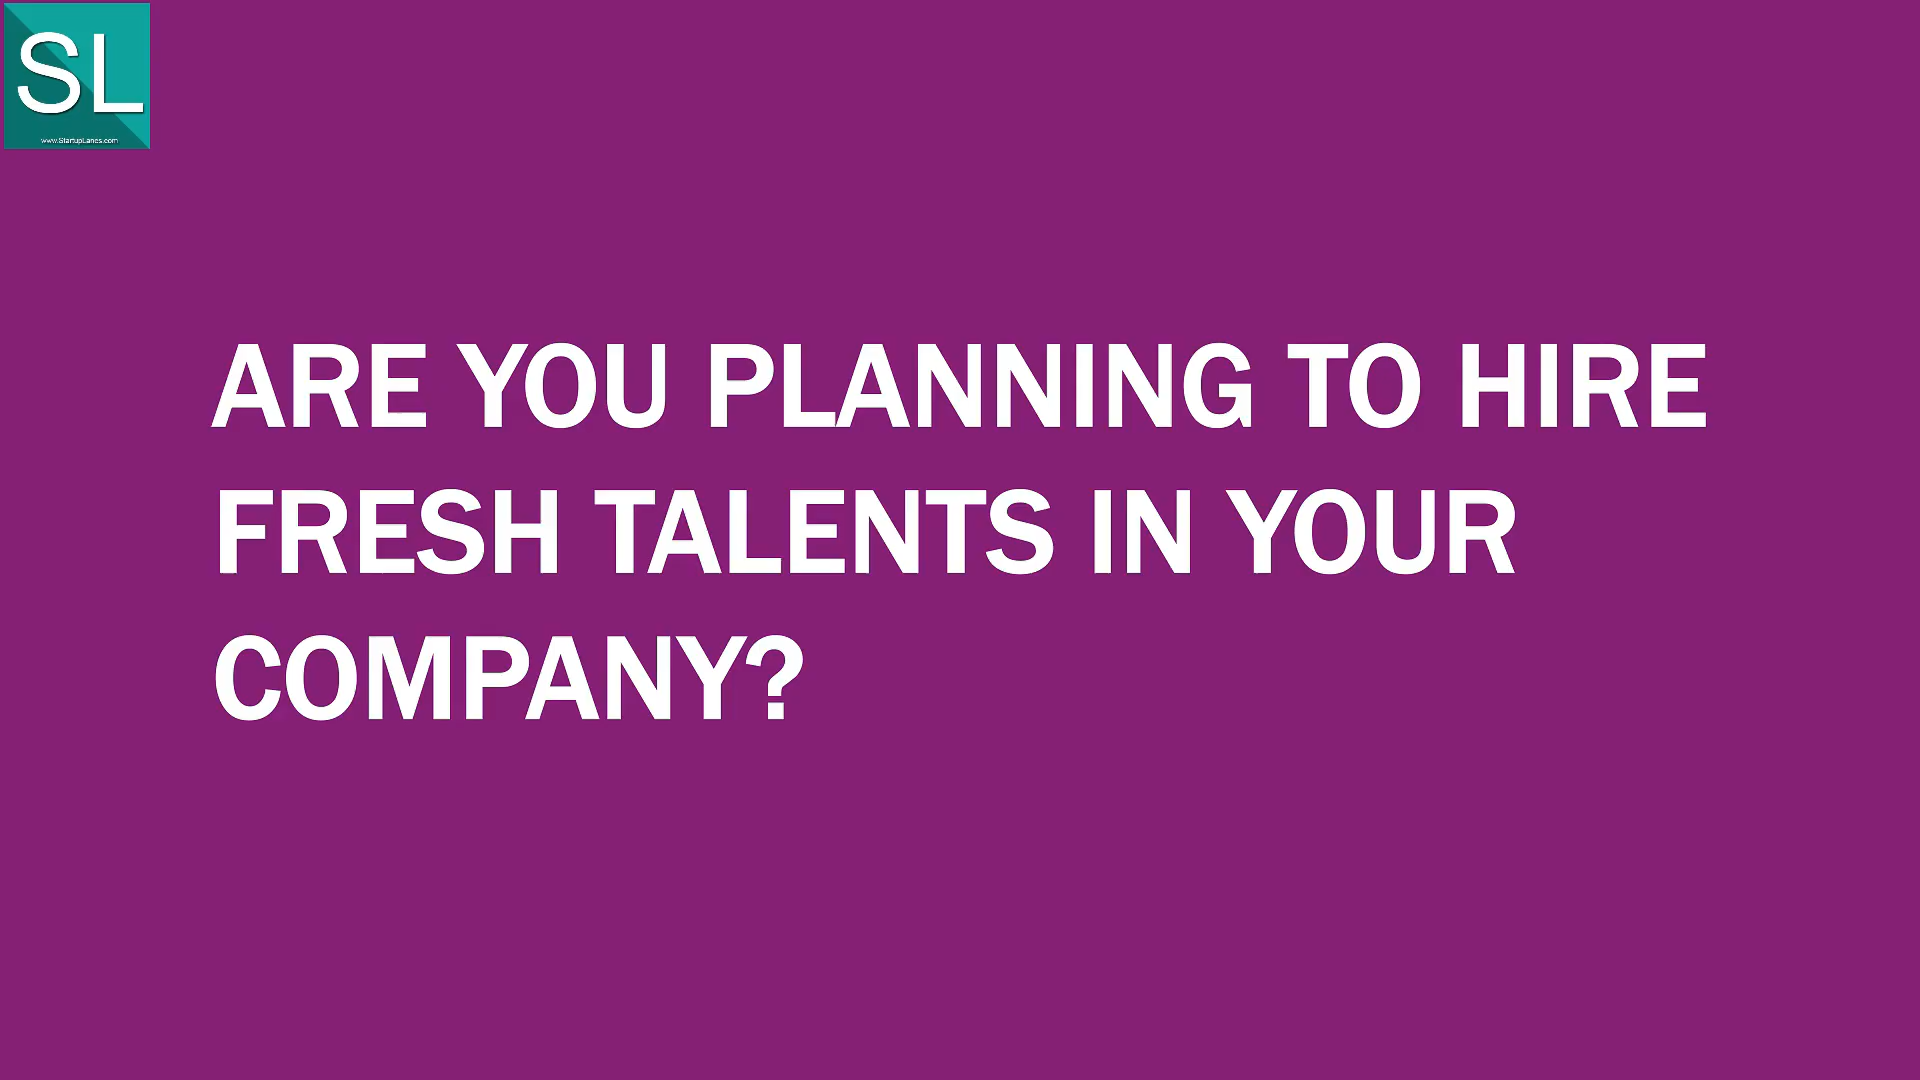 SL
www.StartupLanes.com
ARE YOU PLANNING TO HIRE
FRESH TALENTS IN YOUR
COMPANY?